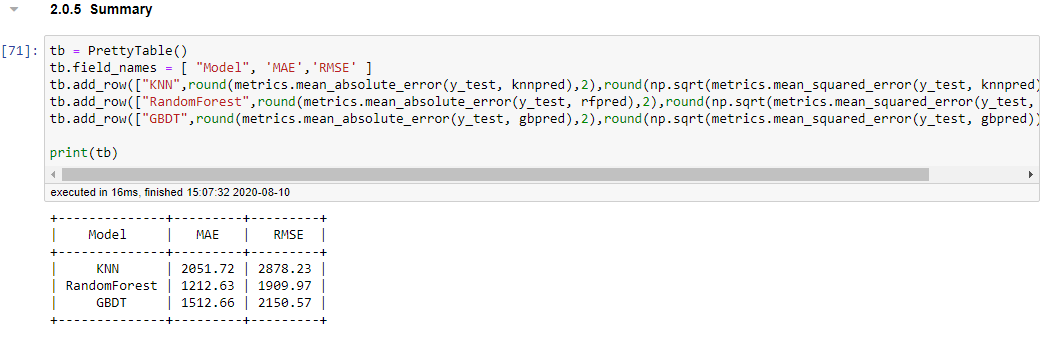 2.0.5 Summary
[71]: tb = PrettyTable()
tb.field_names = [ "Model", 'MAE','RMSE' ]
tb.add_row(["KNN",round(metrics.mean_absolute_error(y_test, knnpred),2),round(np.sqrt(metrics.mean_squared_error(y_test, knnpred)
tb.add_row(["RandomForest",round(metrics.mean_absolute_error(y_test, rfpred),2),round(np.sqrt(metrics.mean_squared_error(y_test,
tb.add_row(["GBDT",round(metrics.mean_absolute_error(y_test, gbpred),2),round(np.sqrt(metrics.mean_squared_error(y_test, gbpred))
print(tb)
executed in 16ms, finished 15:07:32 2020-08-10
+--------------+---------+---------+
|    Model     |   MAE   |   RMSE  |
+--------------+---------+---------+
|     KNN      | 2051.72 | 2878.23 |
| RandomForest | 1212.63 | 1909.97 |
|     GBDT     | 1512.66 | 2150.57 |
+--------------+---------+---------+